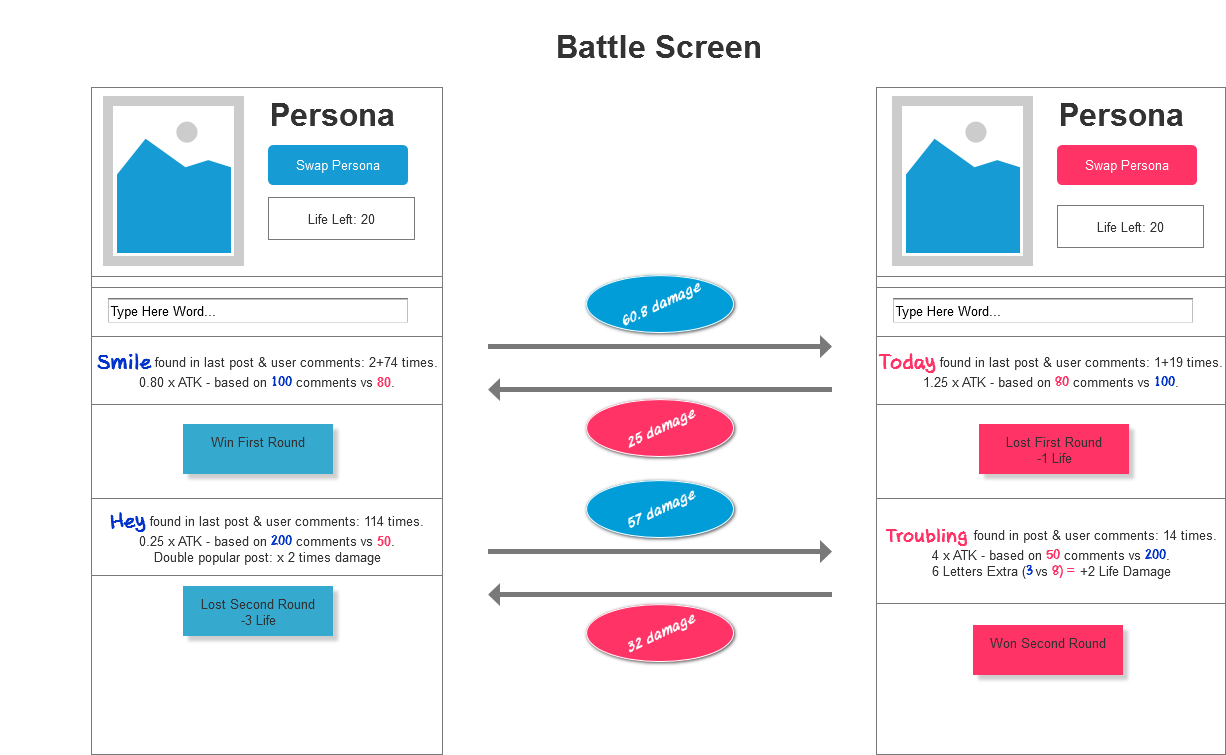 Battle Screen
Persona
Swap Persona
Life Left: 20
Type Here Word...
Smile found in last post & user comments: 2+74 times.
0.80 x ATK - based on 100 comments vs 80.
Win First Round
Hey found in last post & user comments: 114 times.
0.25 x ATK - based on 200 comments vs 50.
Double popular post: x 2 times damage
Lost Second Round
-3 Life
60.8 damage
25 damage
57 damage
32 damage
Persona
Swap Persona
Life Left: 20
Type Here Word...
Today found in last post & user comments: 1+19 times.
1.25 x ATK - based on 80 comments vs 100.
Lost First Round
-1 Life
Troubling found in post & user comments: 14 times.
4 x ATK - based on 50 comments vs 200.
6 Letters Extra (3 vs 8) = +2 Life Damage
Won Second Round